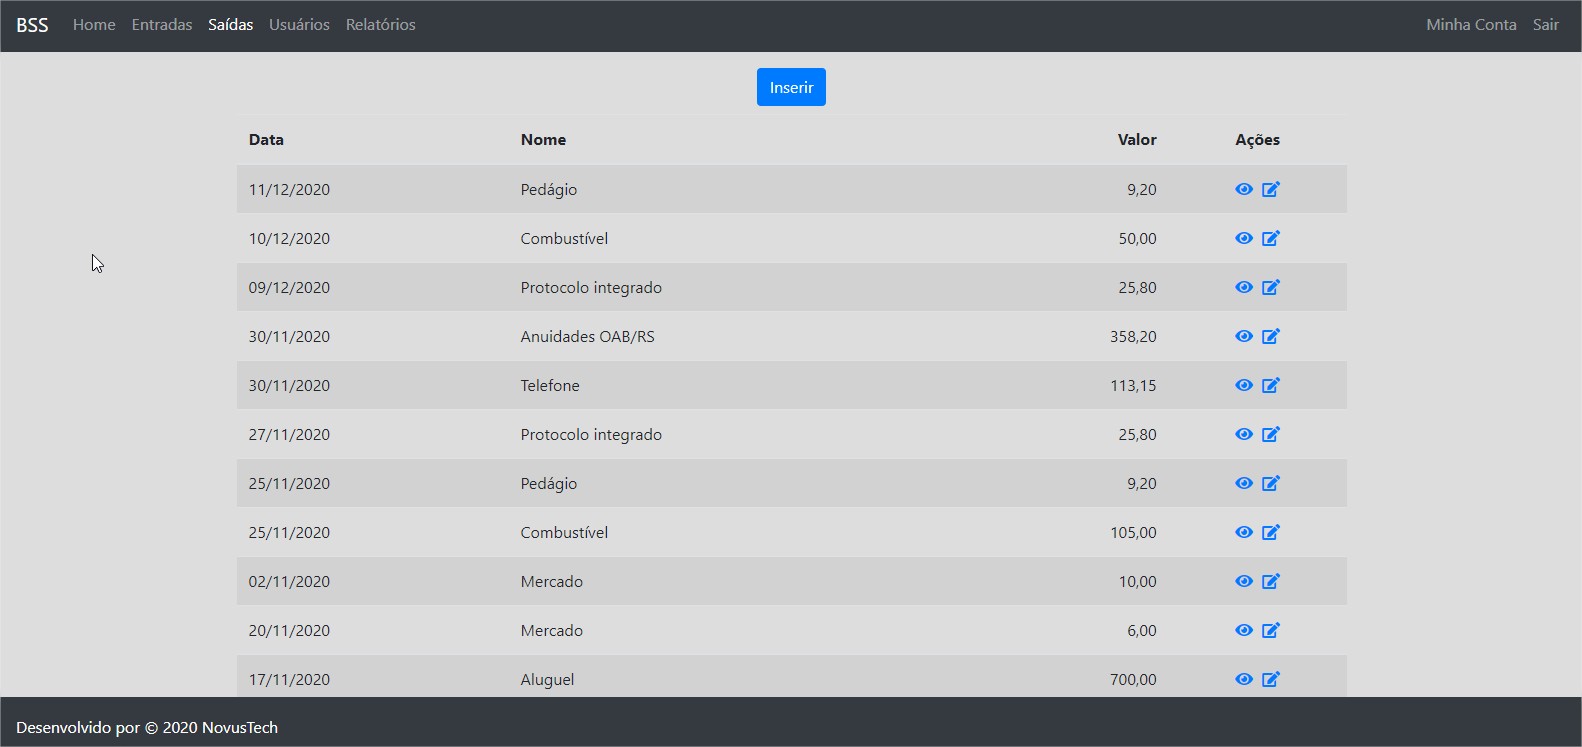 BSS Home Entradas Saídas Usuários Relatórios Minha Conta Sair
Inserir
Data Nome Valor Ações
11/12/2020 Pedágio 9,20
10/12/2020 Combustível 50,00
09/12/2020 Protocolo integrado 25,80
30/11/2020 Anuidades OAB/RS 358,20
30/11/2020 Telefone 113,15
27/11/2020 Protocolo integrado 25,80
25/11/2020 Pedágio 9,20
25/11/2020 Combustível 105,00
02/11/2020 Mercado 10,00
20/11/2020 Mercado 6,00
17/11/2020 Aluguel 700,00
Desenvolvido por © 2020 NovusTech